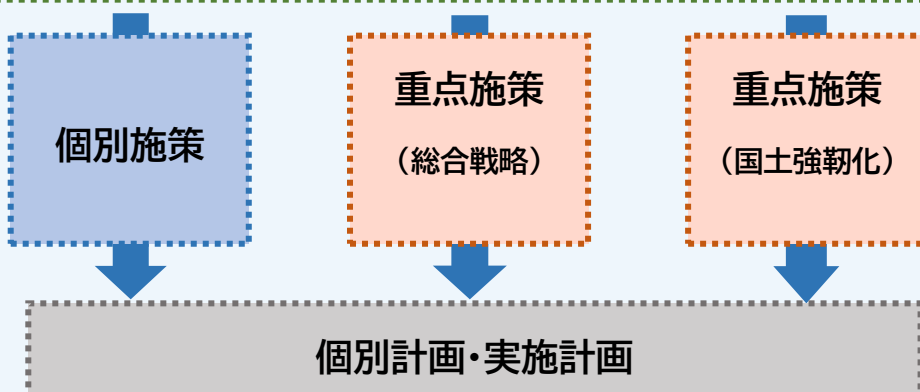 個別施策
重点施策
（総合戦略）
重点施策
（国土強靭化）
個別計画・実施計画